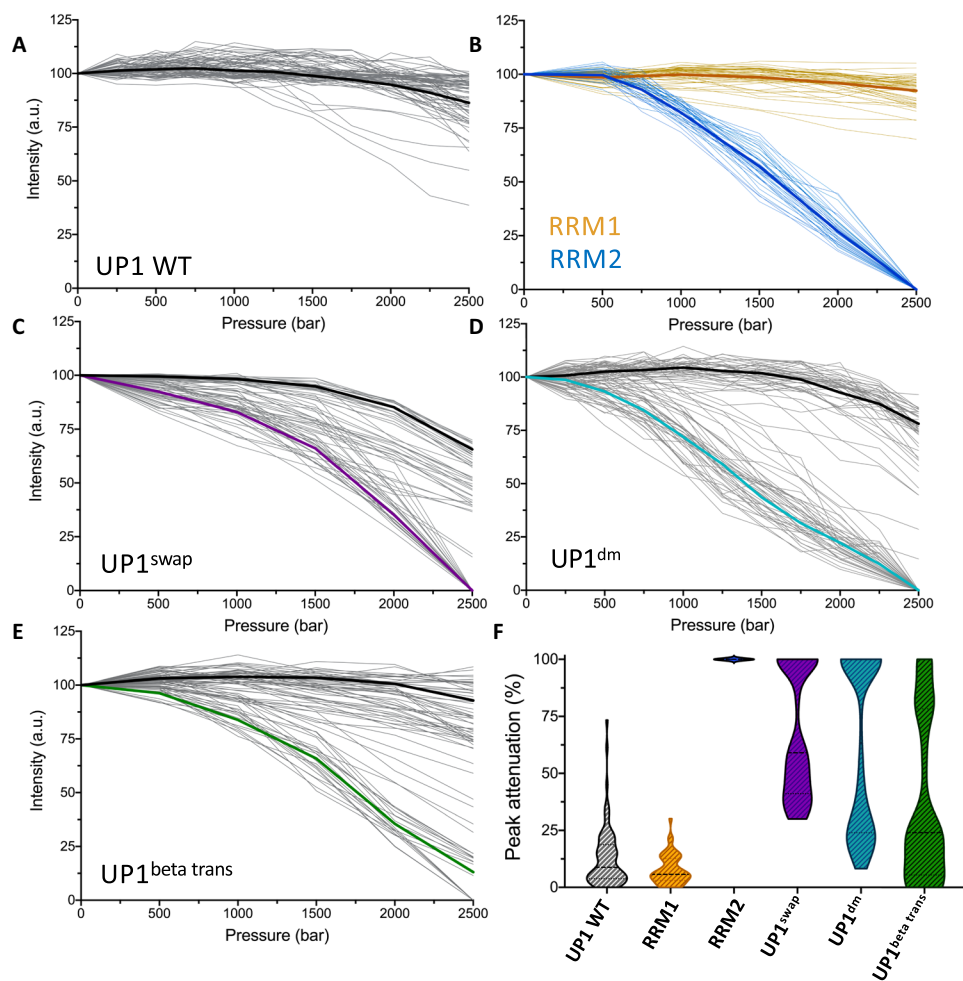 A
125
100
75
50
25
0
Intensity (a.u.)
UP1 WT
0 500 1000 1500 2000 2500
Pressure (bar)
B
125
100
75
50
25
0
Intensity (a.u.)
RRM1
RRM2
0 500 1000 1500 2000 2500
Pressure (bar)
C
125
100
75
50
25
0
Intensity (a.u.)
UP1swap
0 500 1000 1500 2000 2500
Pressure (bar)
D
125
100
75
50
25
0
UP1dm
0 500 1000 1500 2000 2500
Pressure (bar)
E
125
100
75
50
25
0
Intensity (a.u.)
UP1beta trans
0 500 1000 1500 2000 2500
Pressure (bar)
F
100
75
50
25
0
Peak attenuation (%)
UP1 WT
RRM1
RRM2
UP1swap
UP1dm
UP1beta trans